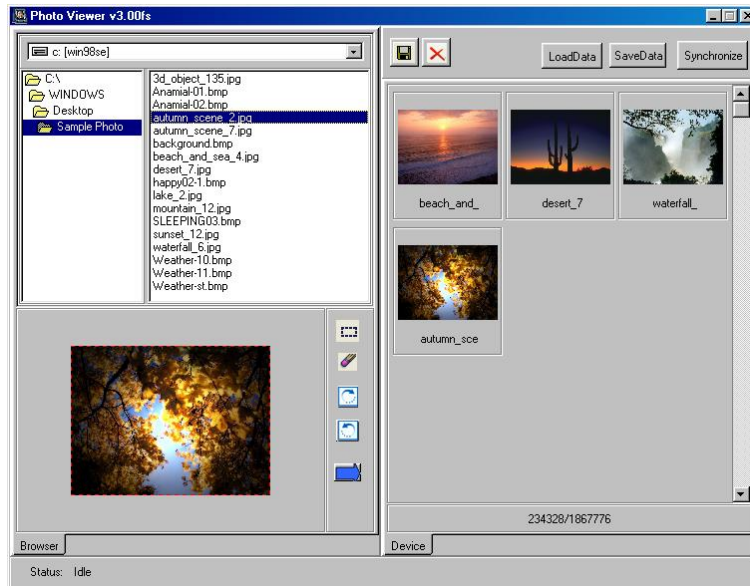 Photo Viewer v3.00fs
c: [win98se]
C:\
WINDOWS
Desktop
Sample Photo
3d_object_135.jpg
Anamial-01.bmp
Anamial-02.bmp
autumn_scene_2.jpg
autumn_scene_7.jpg
background.bmp
beach_and_sea_4.jpg
desert_7.jpg
happy02-1.bmp
lake_2.jpg
mountain_12.jpg
SLEEPING03.bmp
sunset_12.jpg
waterfall_6.jpg
Weather-10.bmp
Weather-11.bmp
Weather-st.bmp
Browser
LoadData SaveData Synchronize
beach_and_ desert_7 waterfall_
autumn_sce
234328/1867776
Device
Status: Idle